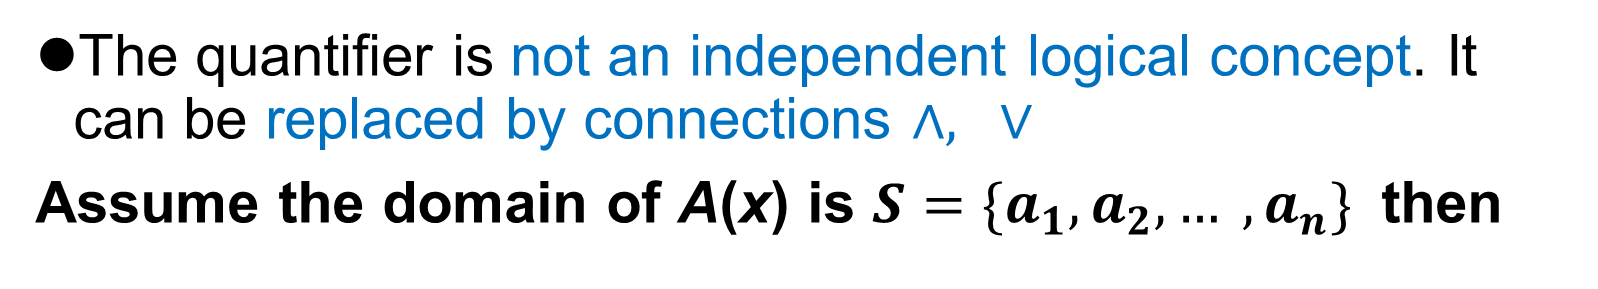 ●The quantifier is not an independent logical concept. It
can be replaced by connections ∧, ∨
Assume the domain of A(x) is S = {a₁, a₂, … , aₙ} then